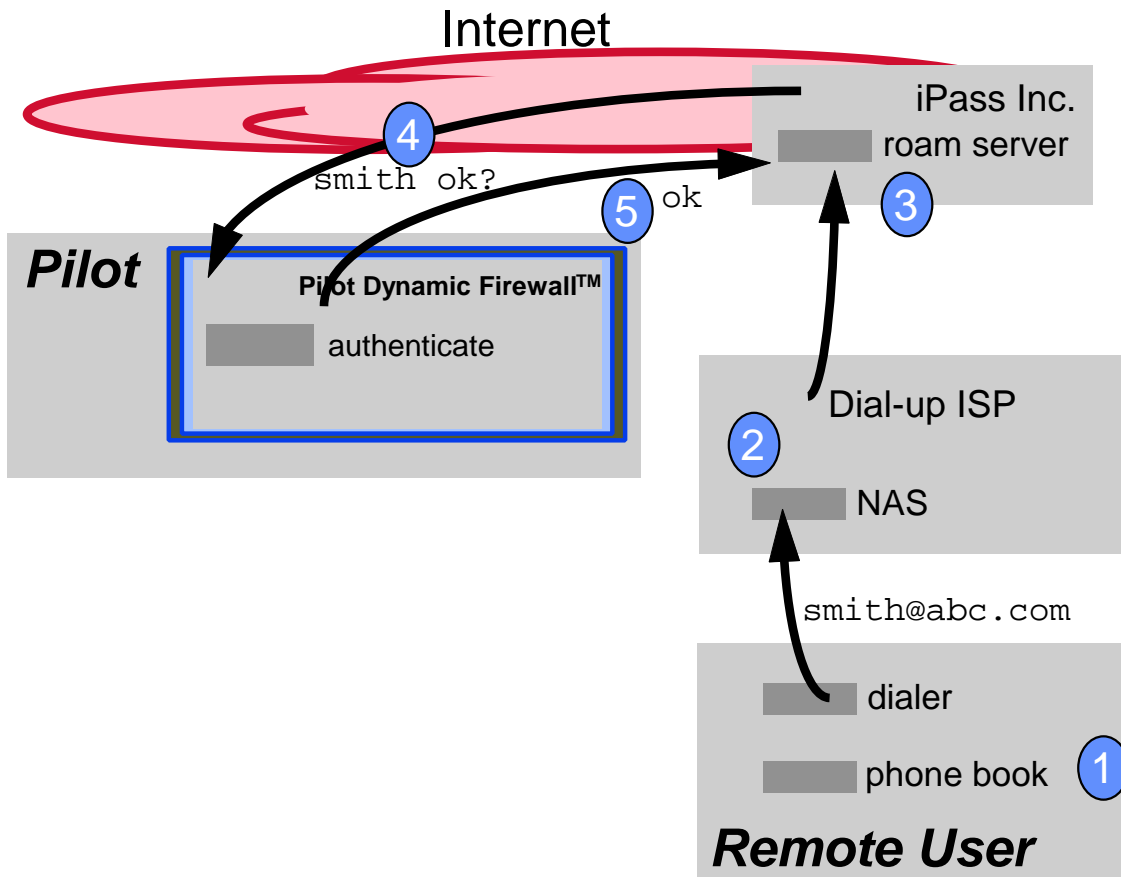 Internet
iPass Inc.
roam server
4
smith ok?
3
5
ok
Pilot
Pilot Dynamic Firewall™
authenticate
Dial-up ISP
2
NAS
smith@abc.com
dialer
phone book
1
Remote User